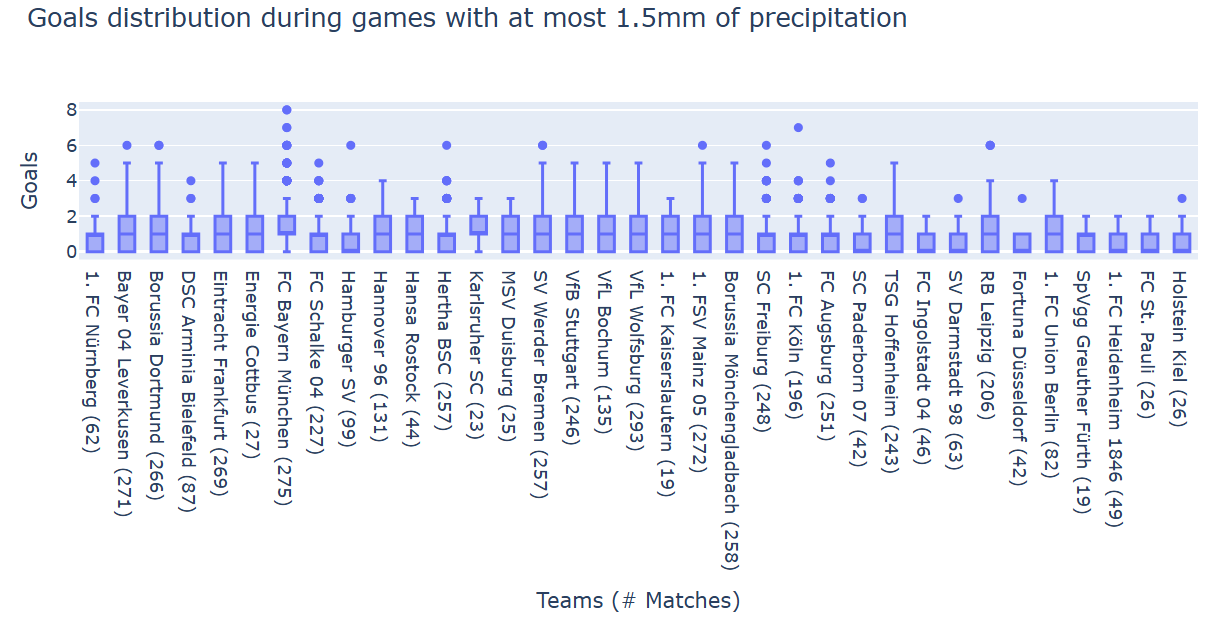 Goals distribution during games with at most 1.5mm of precipitation
Goals
8
6
4
2
0
1. FC Nürnberg (62)
Bayer 04 Leverkusen (271)
Borussia Dortmund (266)
DSC Arminia Bielefeld (87)
Eintracht Frankfurt (269)
Energie Cottbus (27)
FC Bayern München (275)
FC Schalke 04 (227)
Hamburger SV (99)
Hannover 96 (131)
Hansa Rostock (44)
Hertha BSC (257)
Karlsruher SC (23)
MSV Duisburg (25)
SV Werder Bremen (257)
VfB Stuttgart (246)
VfL Bochum (135)
VfL Wolfsburg (293)
1. FC Kaiserslautern (19)
1. FSV Mainz 05 (272)
Borussia Mönchengladbach (258)
SC Freiburg (248)
1. FC Köln (196)
FC Augsburg (251)
SC Paderborn 07 (42)
TSG Hoffenheim (243)
FC Ingolstadt 04 (46)
SV Darmstadt 98 (63)
RB Leipzig (206)
Fortuna Düsseldorf (42)
1. FC Union Berlin (82)
SpVgg Greuther Fürth (19)
1. FC Heidenheim 1846 (49)
FC St. Pauli (26)
Holstein Kiel (26)
Teams (# Matches)